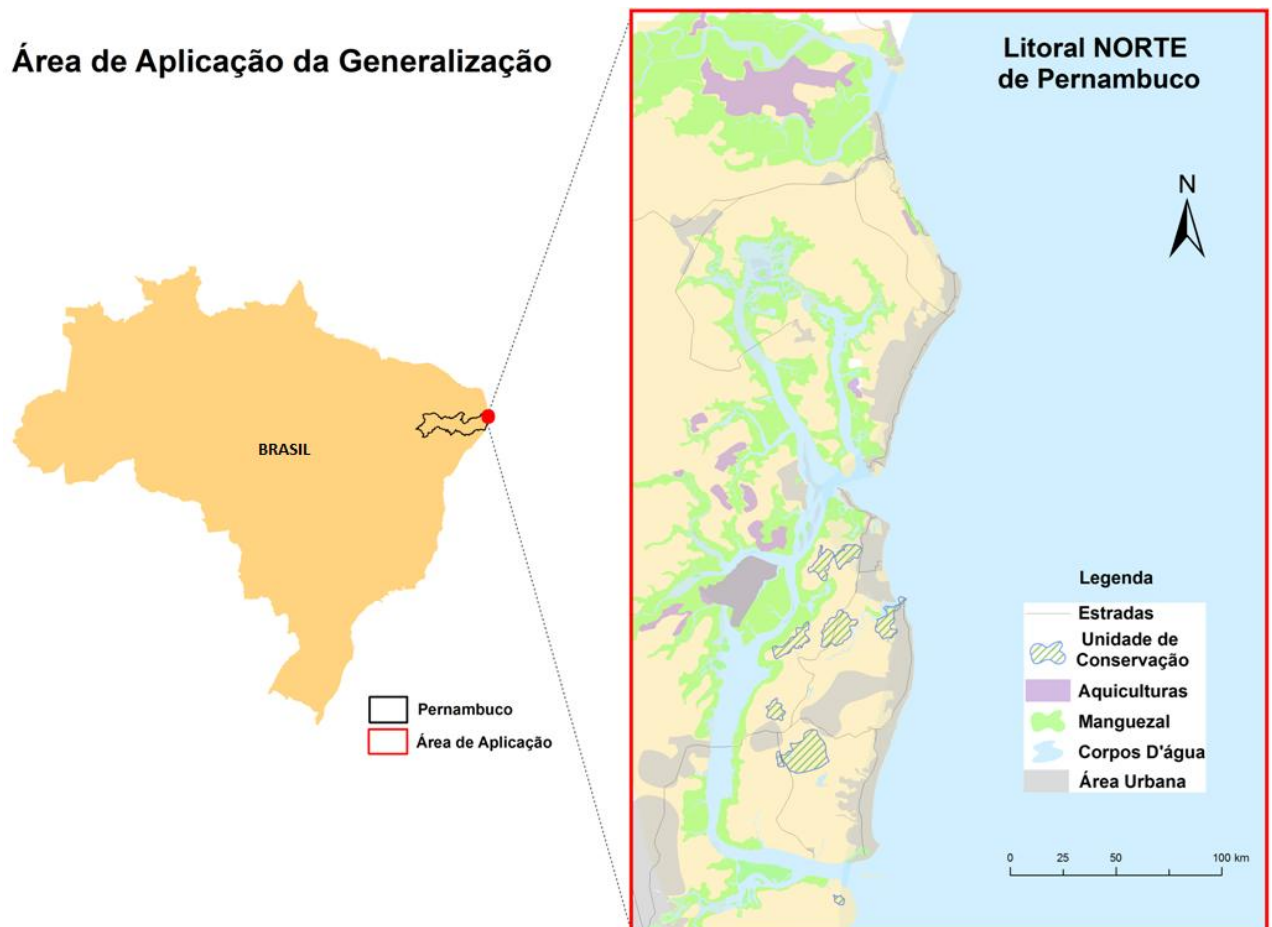 Área de Aplicação da Generalização
BRASIL
Pernambuco
Área de Aplicação
Litoral NORTE
de Pernambuco
N
Legenda
Estradas
Unidade de
Conservação
Aquiculturas
Manguezal
Corpos D'água
Área Urbana
0 25 50 100 km